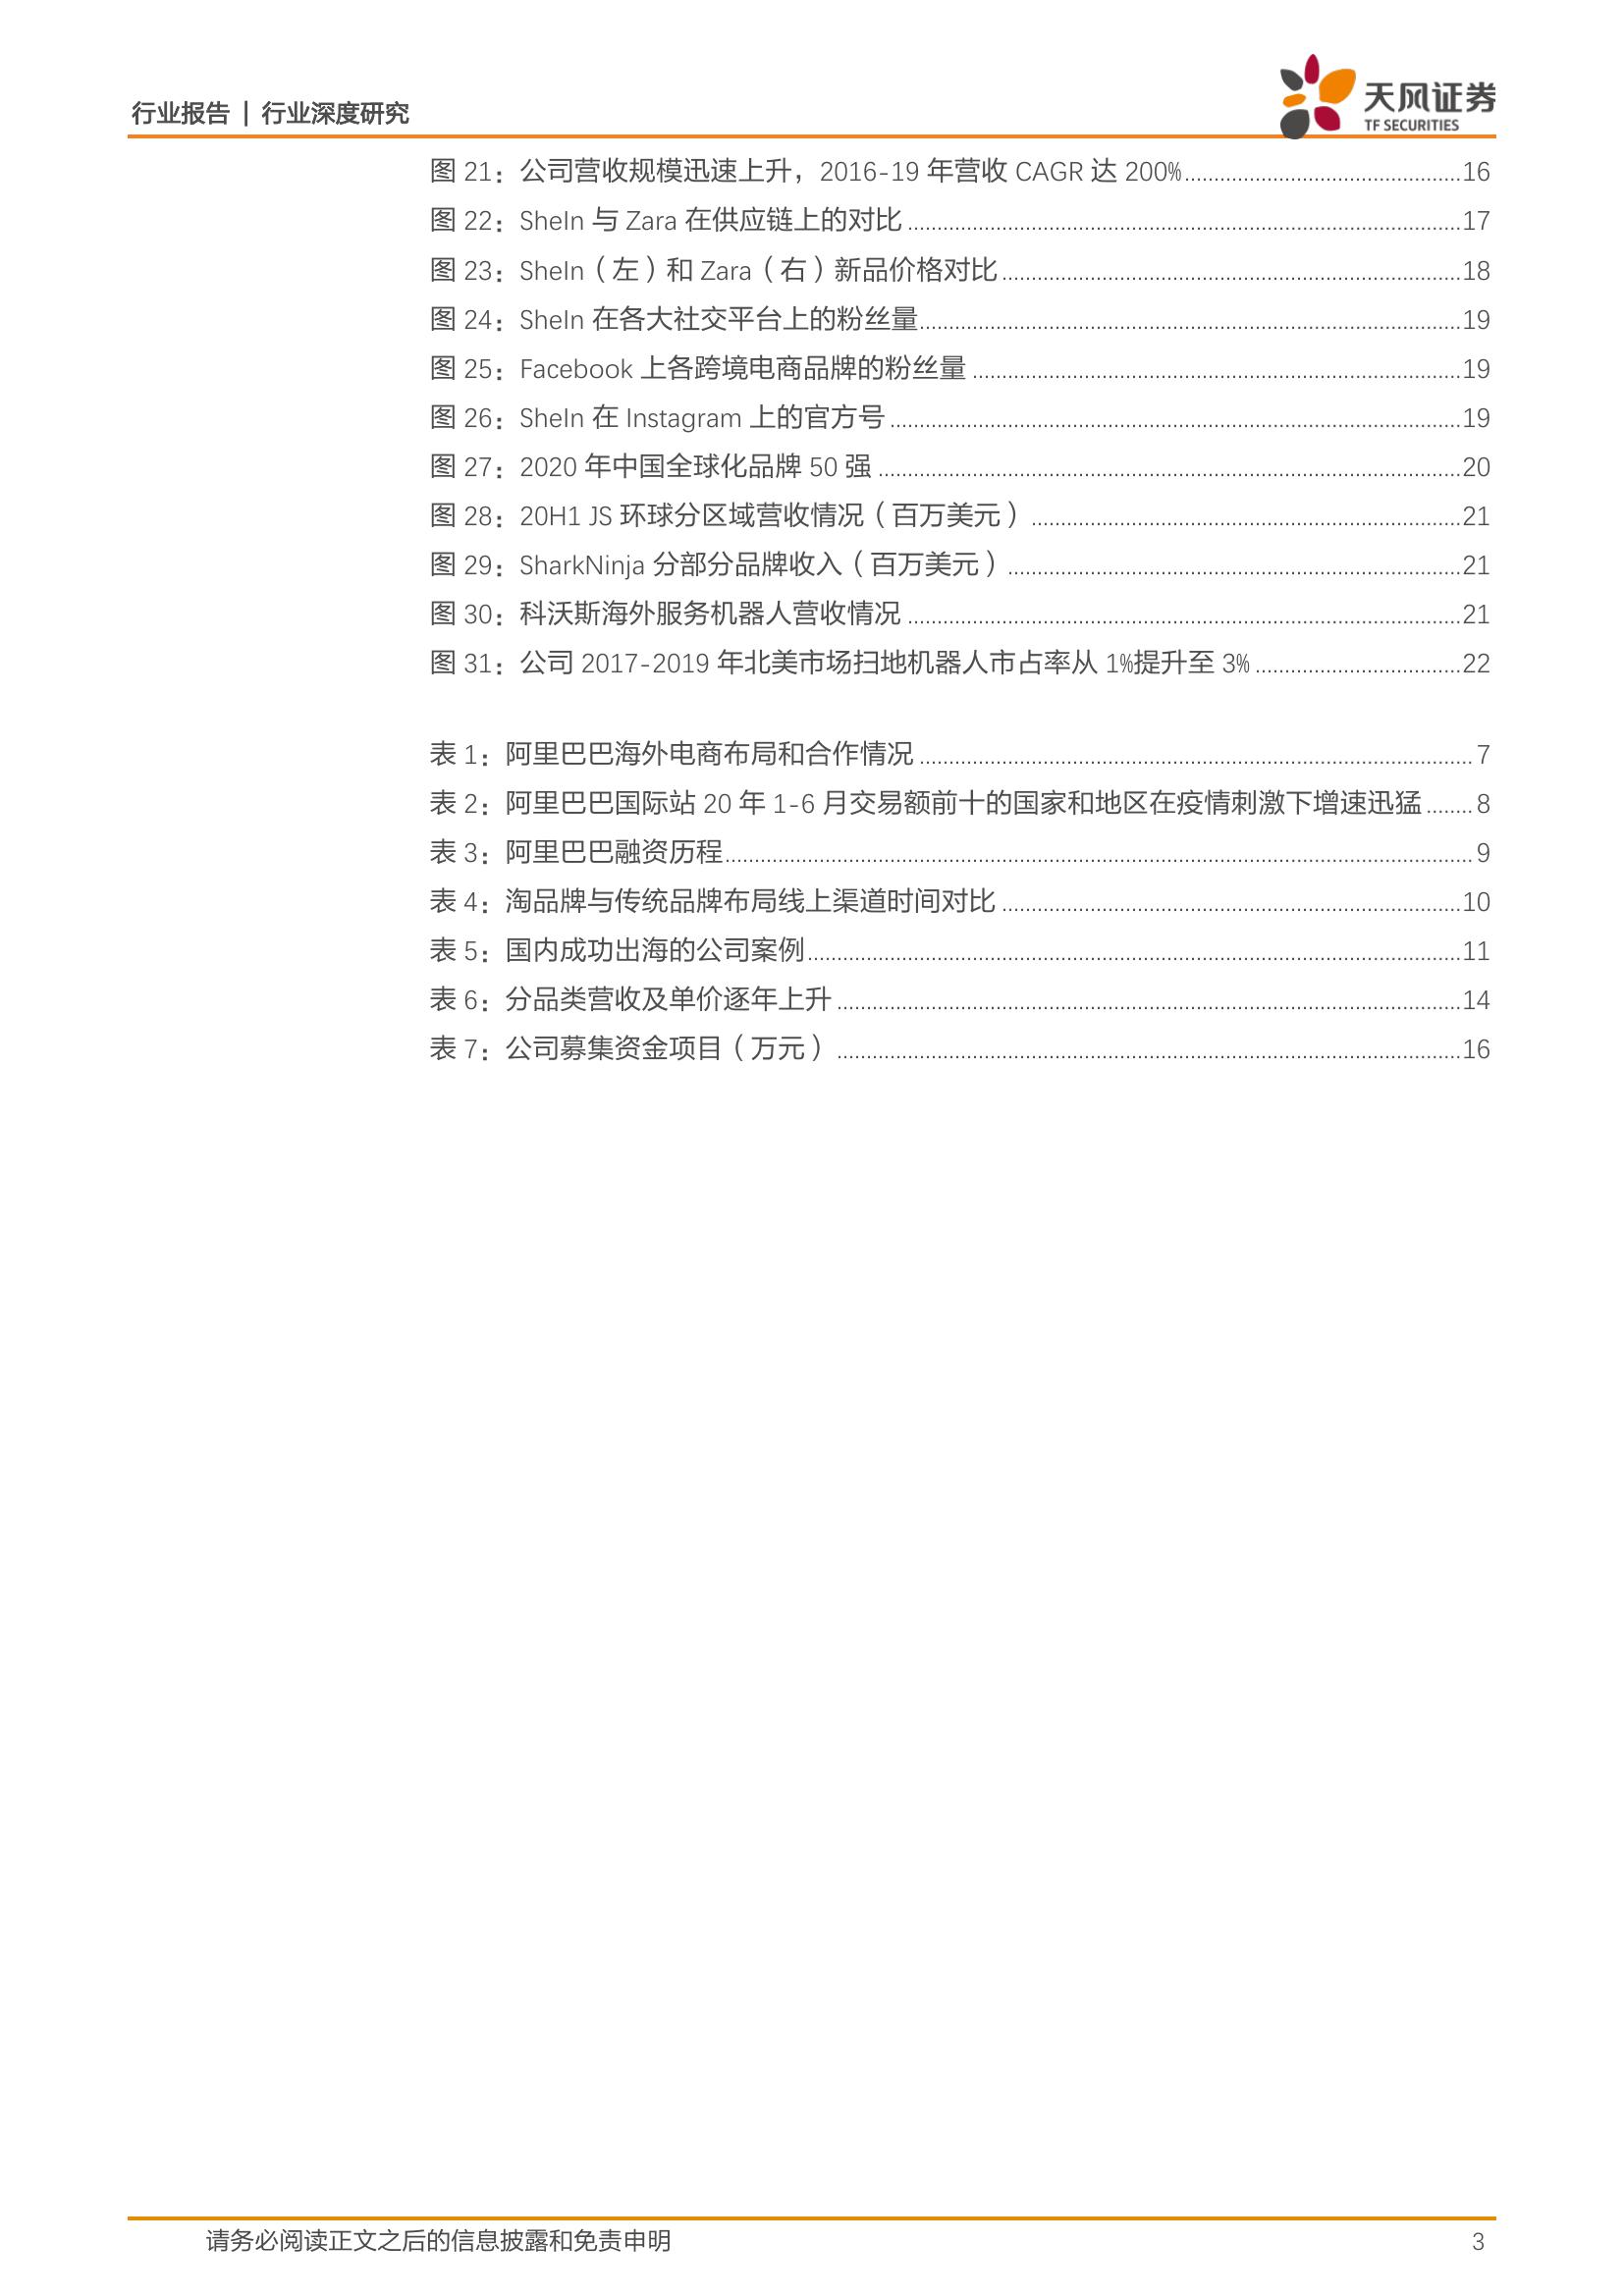 行业报告 | 行业深度研究
天风证券
TF SECURITIES
图 21：公司营收规模迅速上升，2016-19 年营收 CAGR 达 200%...............................................16
图 22：SheIn 与 Zara 在供应链上的对比...............................................17
图 23：SheIn（左）和 Zara（右）新品价格对比...............................................18
图 24：SheIn 在各大社交平台上的粉丝量...............................................19
图 25：Facebook 上各跨境电商品牌的粉丝量...............................................19
图 26：SheIn 在 Instagram 上的官方号...............................................19
图 27：2020 年中国全球化品牌 50 强...............................................20
图 28：20H1 JS 环球分区域营收情况（百万美元）...............................................21
图 29：SharkNinja 分部分品牌收入（百万美元）...............................................21
图 30：科沃斯海外服务机器人营收情况...............................................21
图 31：公司 2017-2019 年北美市场扫地机器人市占率从 1%提升至 3%...............................................22
表 1：阿里巴巴海外电商布局和合作情况...............................................7
表 2：阿里巴巴国际站 20 年 1-6 月交易额前十的国家和地区在疫情刺激下增速迅猛........8
表 3：阿里巴巴融资历程...............................................9
表 4：淘品牌与传统品牌布局线上渠道时间对比...............................................10
表 5：国内成功出海的公司案例...............................................11
表 6：分品类营收及单价逐年上升...............................................14
表 7：公司募集资金项目（万元）...............................................16
请务必阅读正文之后的信息披露和免责申明 3